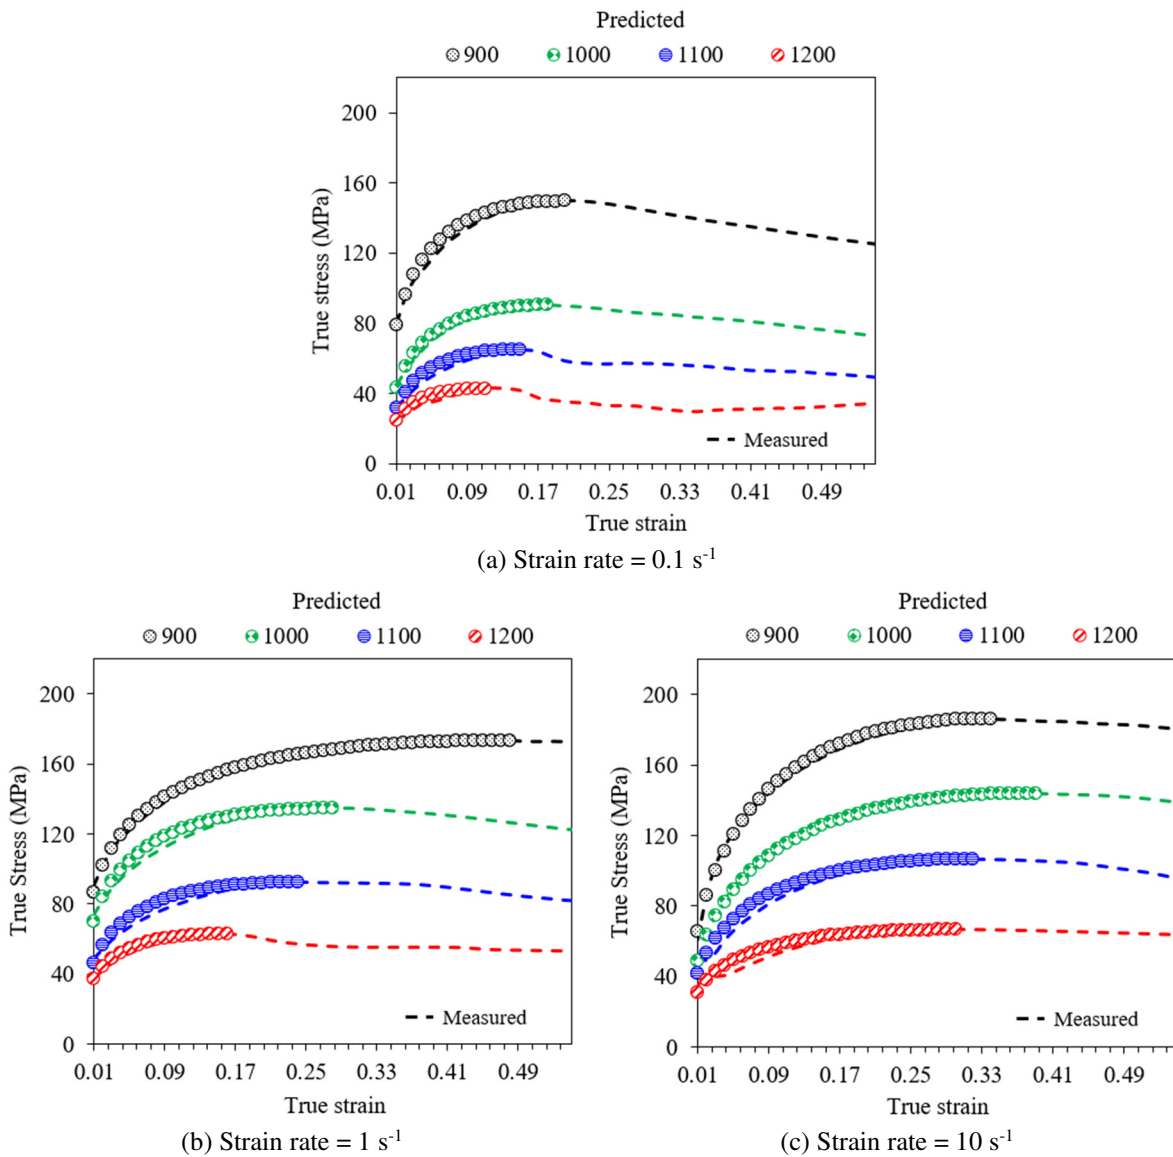 Predicted
900 1000 1100 1200
True stress (MPa)
200
160
120
80
40
0
Measured
0.01 0.09 0.17 0.25 0.33 0.41 0.49
True strain
(a) Strain rate = 0.1 s⁻¹
Predicted
900 1000 1100 1200
True Stress (MPa)
200
160
120
80
40
0
Measured
0.01 0.09 0.17 0.25 0.33 0.41 0.49
True strain
(b) Strain rate = 1 s⁻¹
Predicted
900 1000 1100 1200
True Stress (MPa)
200
160
120
80
40
0
Measured
0.01 0.09 0.17 0.25 0.33 0.41 0.49
True strain
(c) Strain rate = 10 s⁻¹